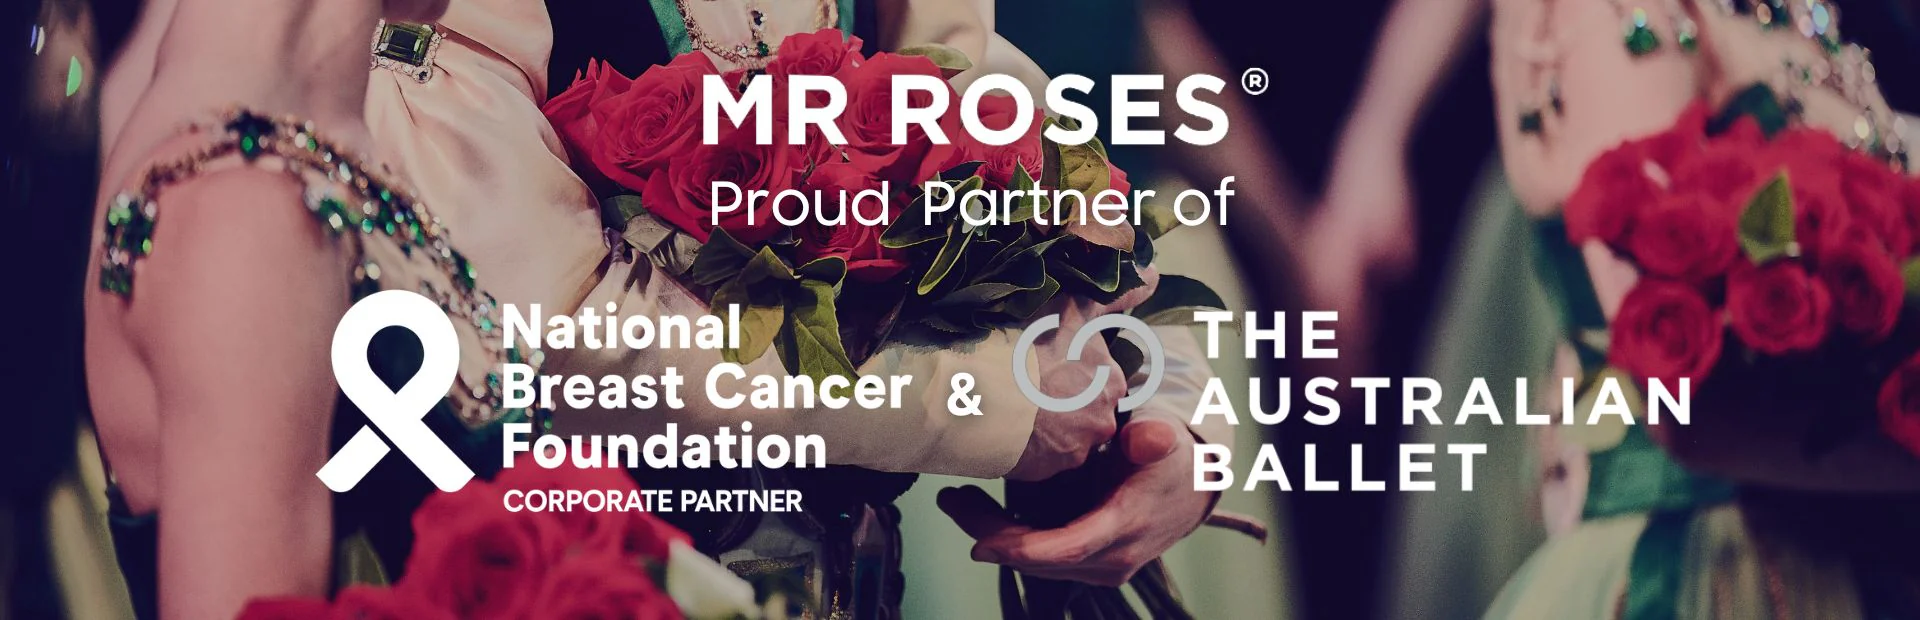 MR ROSES®
Proud Partner of
National
Breast Cancer
Foundation
CORPORATE PARTNER
&
THE
AUSTRALIAN
BALLET